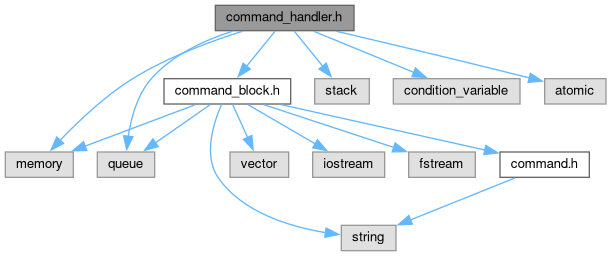 command_handler.h
command_block.h
stack
condition_variable
atomic
memory
queue
vector
iostream
fstream
command.h
string